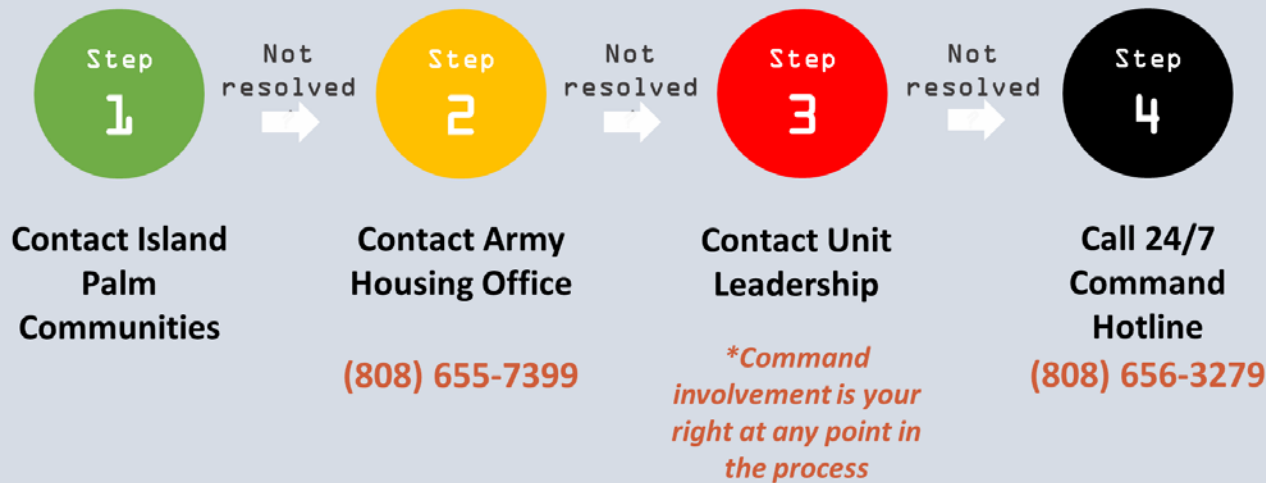 Step
1
Not
resolved
Step
2
Not
resolved
Step
3
Not
resolved
Step
4
Contact Island
Palm
Communities
Contact Army
Housing Office
(808) 655-7399
Contact Unit
Leadership
*Command
involvement is your
right at any point in
the process
Call 24/7
Command
Hotline
(808) 656-3279